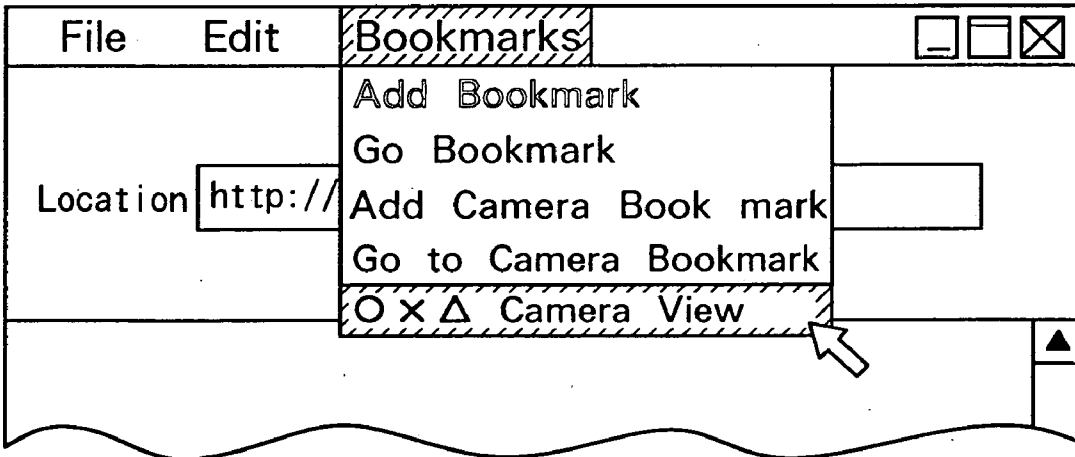 File Edit Bookmarks
Add Bookmark
Go Bookmark
Location http://
Add Camera Book mark
Go to Camera Bookmark
○×△ Camera View